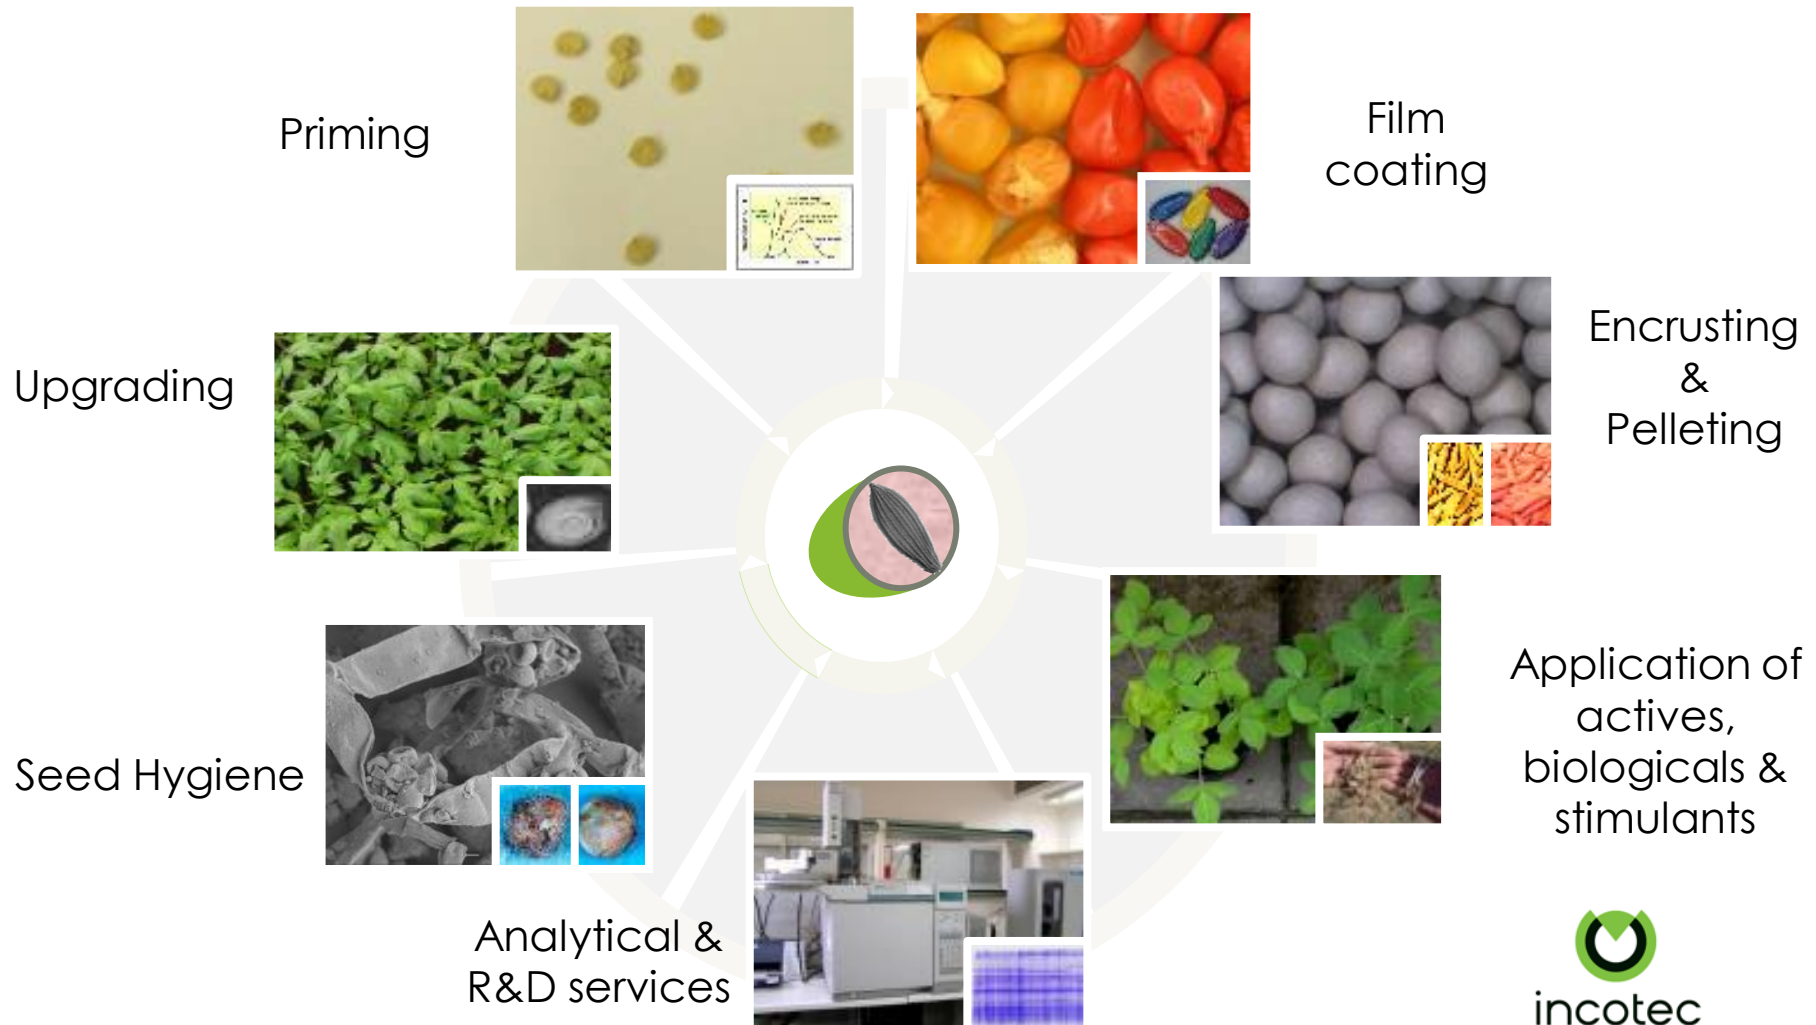 Priming
Film
coating
Encrusting
&
Pelleting
Upgrading
Application of
actives,
biologicals &
stimulants
Seed Hygiene
Analytical &
R&D services
incotec